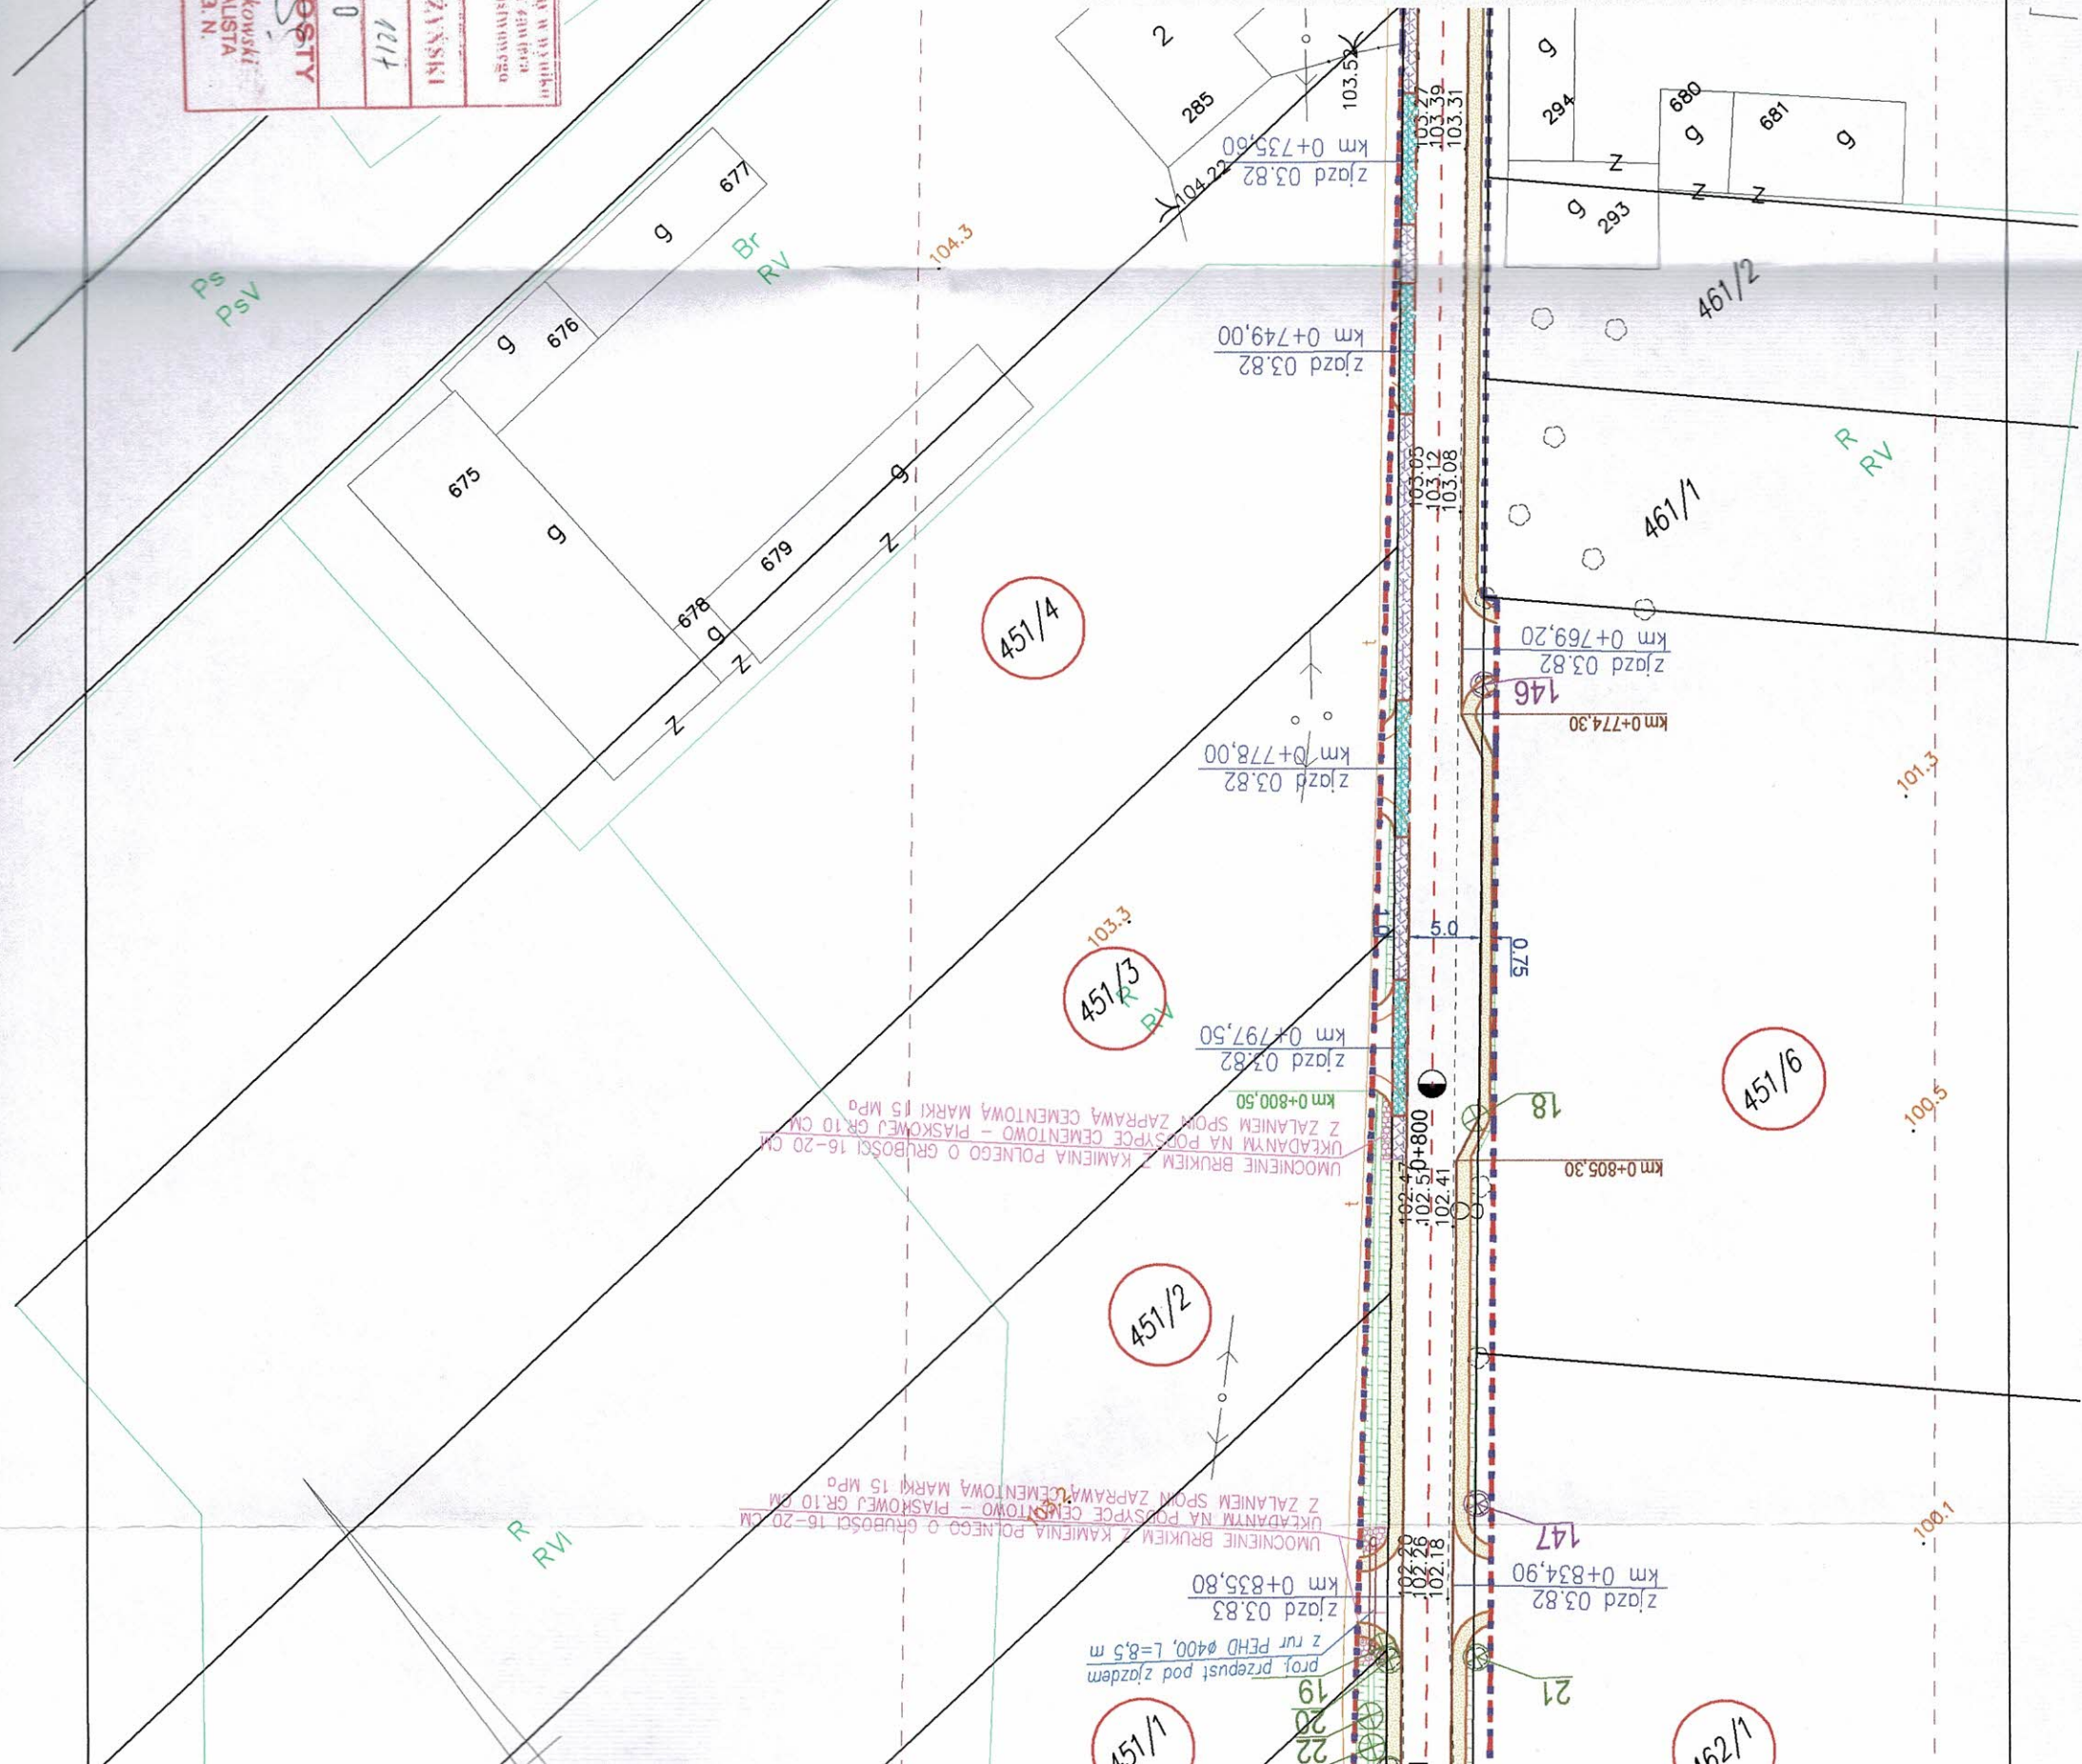 OSTY
kowski
ALISTA
3. N.
ŻAŃSKI
2
285
103.52
103.27
103.39
103.31
g
294
680
g
681
g
z
z
z
g
293
677
g
Br
RV
104.3
104.22
zjazd 03.82
km 0+735,60
Ps
PsV
g
676
461/2
zjazd 03.82
km 0+749,00
675
g
g
679
z
678
g
z
z
103.05
103.12
103.08
R
RV
461/1
451/4
t
zjazd 03.82
km 0+769,20
146
km 0+774,30
zjazd 03.82
km 0+778,00
101.3
103.3
5.0
0.75
451/3
R
RV
zjazd 03.82
km 0+797,50
km 0+800,50
UMOCNIENIE BRUKIEM Z KAMIENIA POLNEGO O GRUBOŚCI 16-20 CM
UKŁADANYM NA PODSYPCE CEMENTOWO - PIASKOWEJ GR.10 CM
Z ZALANIEM SPOIN ZAPRAWĄ CEMENTOWĄ MARKI 15 MPa
0+800
18
451/6
100.5
km 0+805,30
102.47
102.51
102.41
t
451/2
UMOCNIENIE BRUKIEM Z KAMIENIA POLNEGO O GRUBOŚCI 16-20 CM
UKŁADANYM NA PODSYPCE CEMENTOWO - PIASKOWEJ GR.10 CM
Z ZALANIEM SPOIN ZAPRAWĄ CEMENTOWĄ MARKI 15 MPa
103.2
R
RVI
102.20
102.26
102.18
147
100.1
zjazd 03.83
km 0+835,80
zjazd 03.82
km 0+834,90
proj. przepust pod zjazdem
z rur PEHD ø400, L=8,5 m
19
20
22
21
451/1
462/1